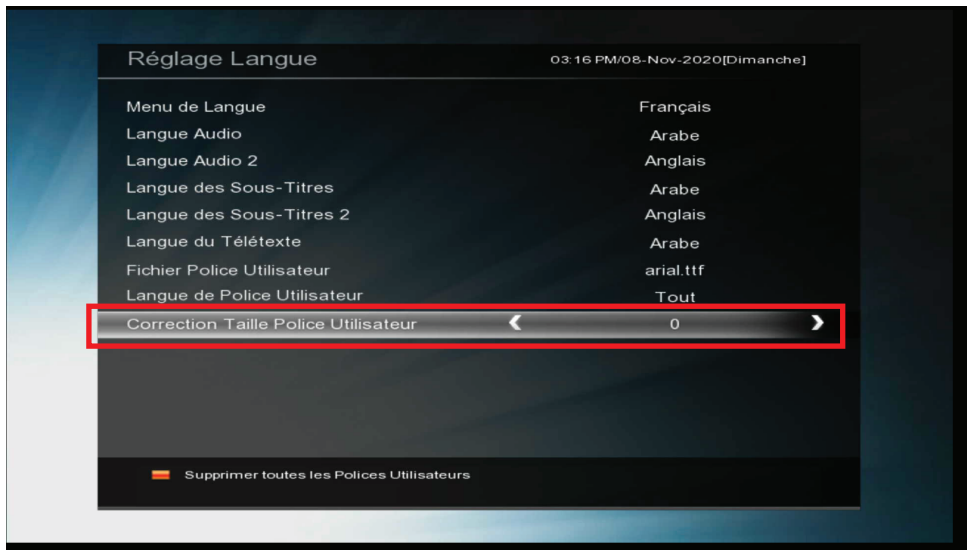 Réglage Langue 03:16 PM/08-Nov-2020[Dimanche]
Menu de Langue Français
Langue Audio Arabe
Langue Audio 2 Anglais
Langue des Sous-Titres Arabe
Langue des Sous-Titres 2 Anglais
Langue du Télétexte Arabe
Fichier Police Utilisateur arial.ttf
Langue de Police Utilisateur Tout
Correction Taille Police Utilisateur 0
Supprimer toutes les Polices Utilisateurs